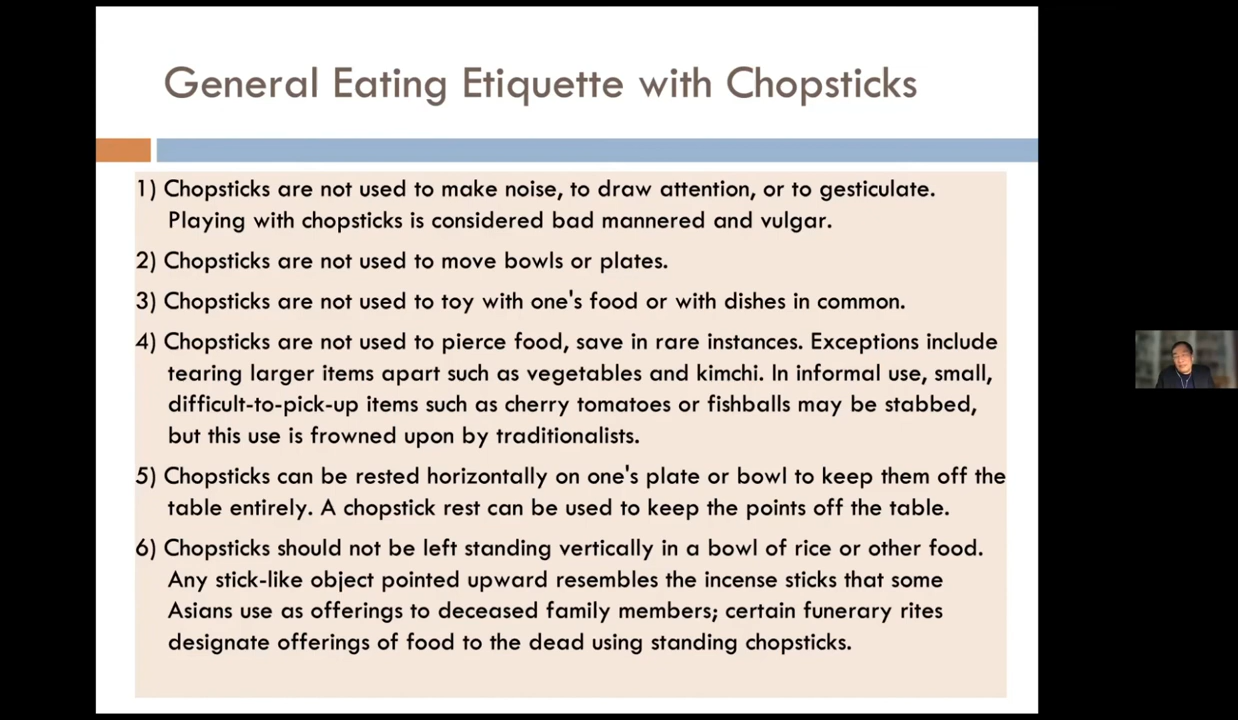 General Eating Etiquette with Chopsticks
1) Chopsticks are not used to make noise, to draw attention, or to gesticulate.
Playing with chopsticks is considered bad mannered and vulgar.
2) Chopsticks are not used to move bowls or plates.
3) Chopsticks are not used to toy with one's food or with dishes in common.
4) Chopsticks are not used to pierce food, save in rare instances. Exceptions include
tearing larger items apart such as vegetables and kimchi. In informal use, small,
difficult-to-pick-up items such as cherry tomatoes or fishballs may be stabbed,
but this use is frowned upon by traditionalists.
5) Chopsticks can be rested horizontally on one's plate or bowl to keep them off the
table entirely. A chopstick rest can be used to keep the points off the table.
6) Chopsticks should not be left standing vertically in a bowl of rice or other food.
Any stick-like object pointed upward resembles the incense sticks that some
Asians use as offerings to deceased family members; certain funerary rites
designate offerings of food to the dead using standing chopsticks.